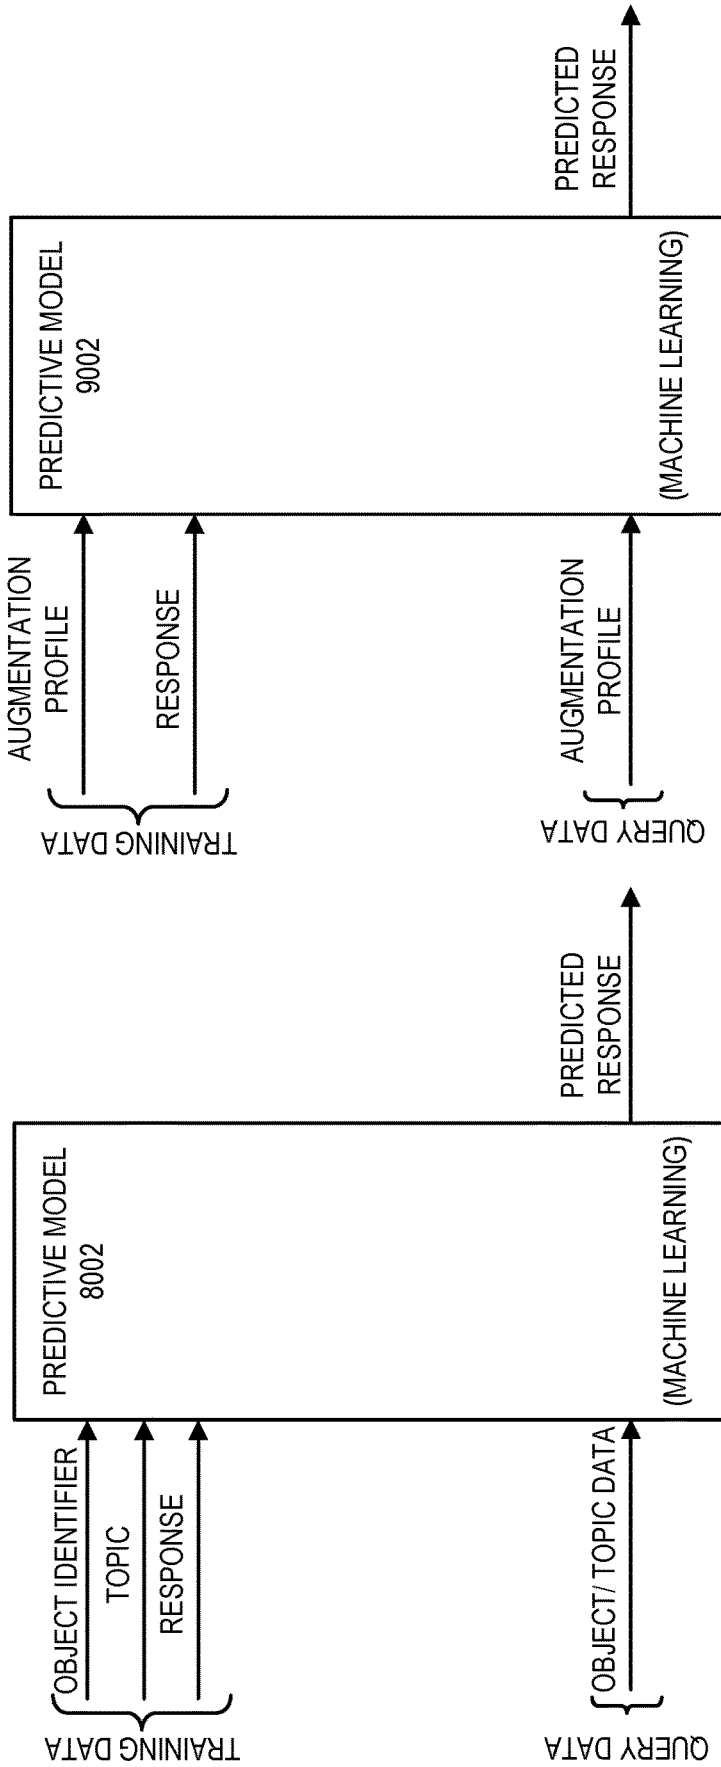 TRAINING DATA
OBJECT IDENTIFIER
TOPIC
RESPONSE
PREDICTIVE MODEL
8002
QUERY DATA
OBJECT/ TOPIC DATA
(MACHINE LEARNING)
PREDICTED
RESPONSE
TRAINING DATA
AUGMENTATION
PROFILE
RESPONSE
PREDICTIVE MODEL
9002
QUERY DATA
AUGMENTATION
PROFILE
(MACHINE LEARNING)
PREDICTED
RESPONSE